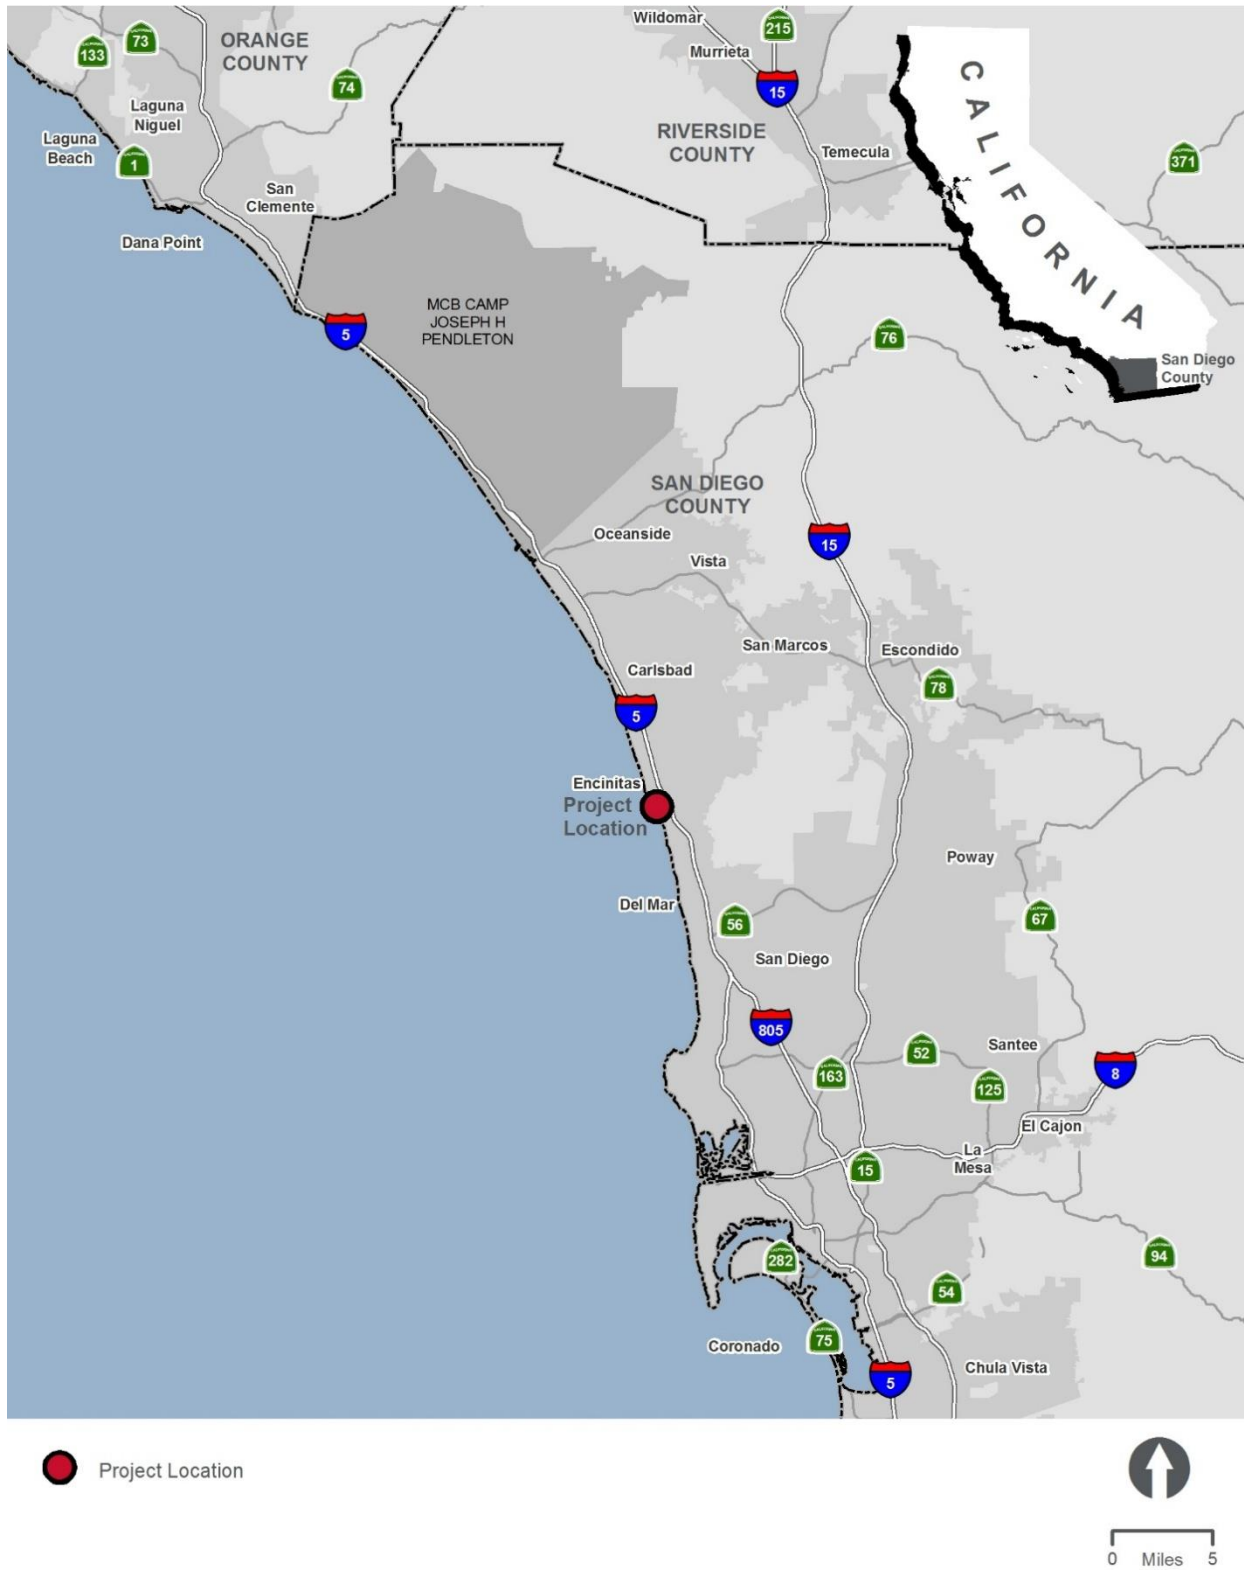 Wildomar
215
73
133
ORANGE
COUNTY
Murrieta
74
15
CALIFORNIA
Laguna
Niguel
RIVERSIDE
COUNTY
Laguna
Beach
1
Temecula
371
San
Clemente
Dana Point
MCB CAMP
JOSEPH H
PENDLETON
5
76
San Diego
County
SAN DIEGO
COUNTY
Oceanside
15
Vista
San Marcos
Escondido
Carlsbad
78
5
Encinitas
Project
Location
Poway
Del Mar
56
67
San Diego
805
52
Santee
163
125
8
El Cajon
La
Mesa
15
282
94
54
Coronado
75
Chula Vista
5
Project Location
0 Miles 5